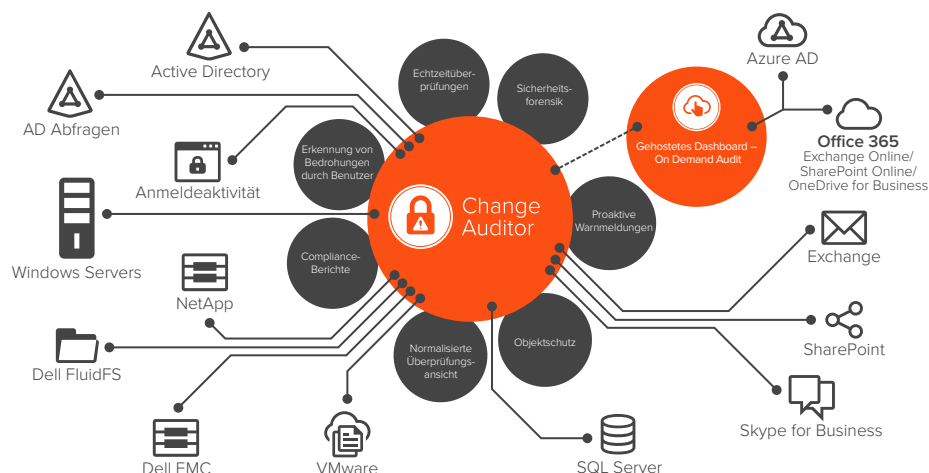 Active Directory
AD Abfragen
Anmeldeaktivität
Windows Servers
NetApp
Dell FluidFS
Dell EMC
VMware
Echtzeitüber-
prüfungen
Sicherheits-
forensik
Erkennung von
Bedrohungen
durch Benutzer
Compliance-
Berichte
Change
Auditor
Proaktive
Warnmeldungen
Normalisierte
Überprüfungs-
ansicht
Objektschutz
Gehostetes Dashboard –
On Demand Audit
Azure AD
Office 365
Exchange Online/
SharePoint Online/
OneDrive for Business
Exchange
SharePoint
Skype for Business
SQL Server